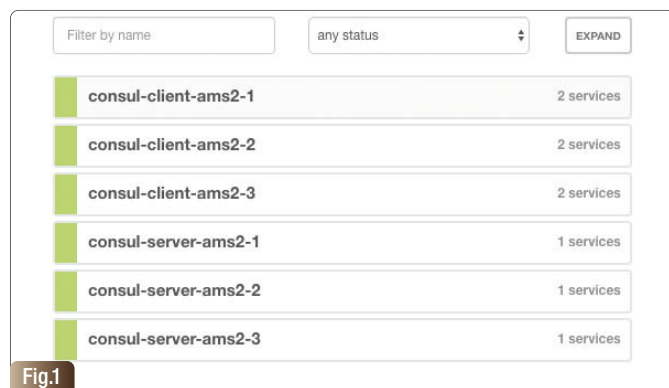 Filter by name any status EXPAND
consul-client-ams2-1 2 services
consul-client-ams2-2 2 services
consul-client-ams2-3 2 services
consul-server-ams2-1 1 services
consul-server-ams2-2 1 services
consul-server-ams2-3 1 services
Fig.1